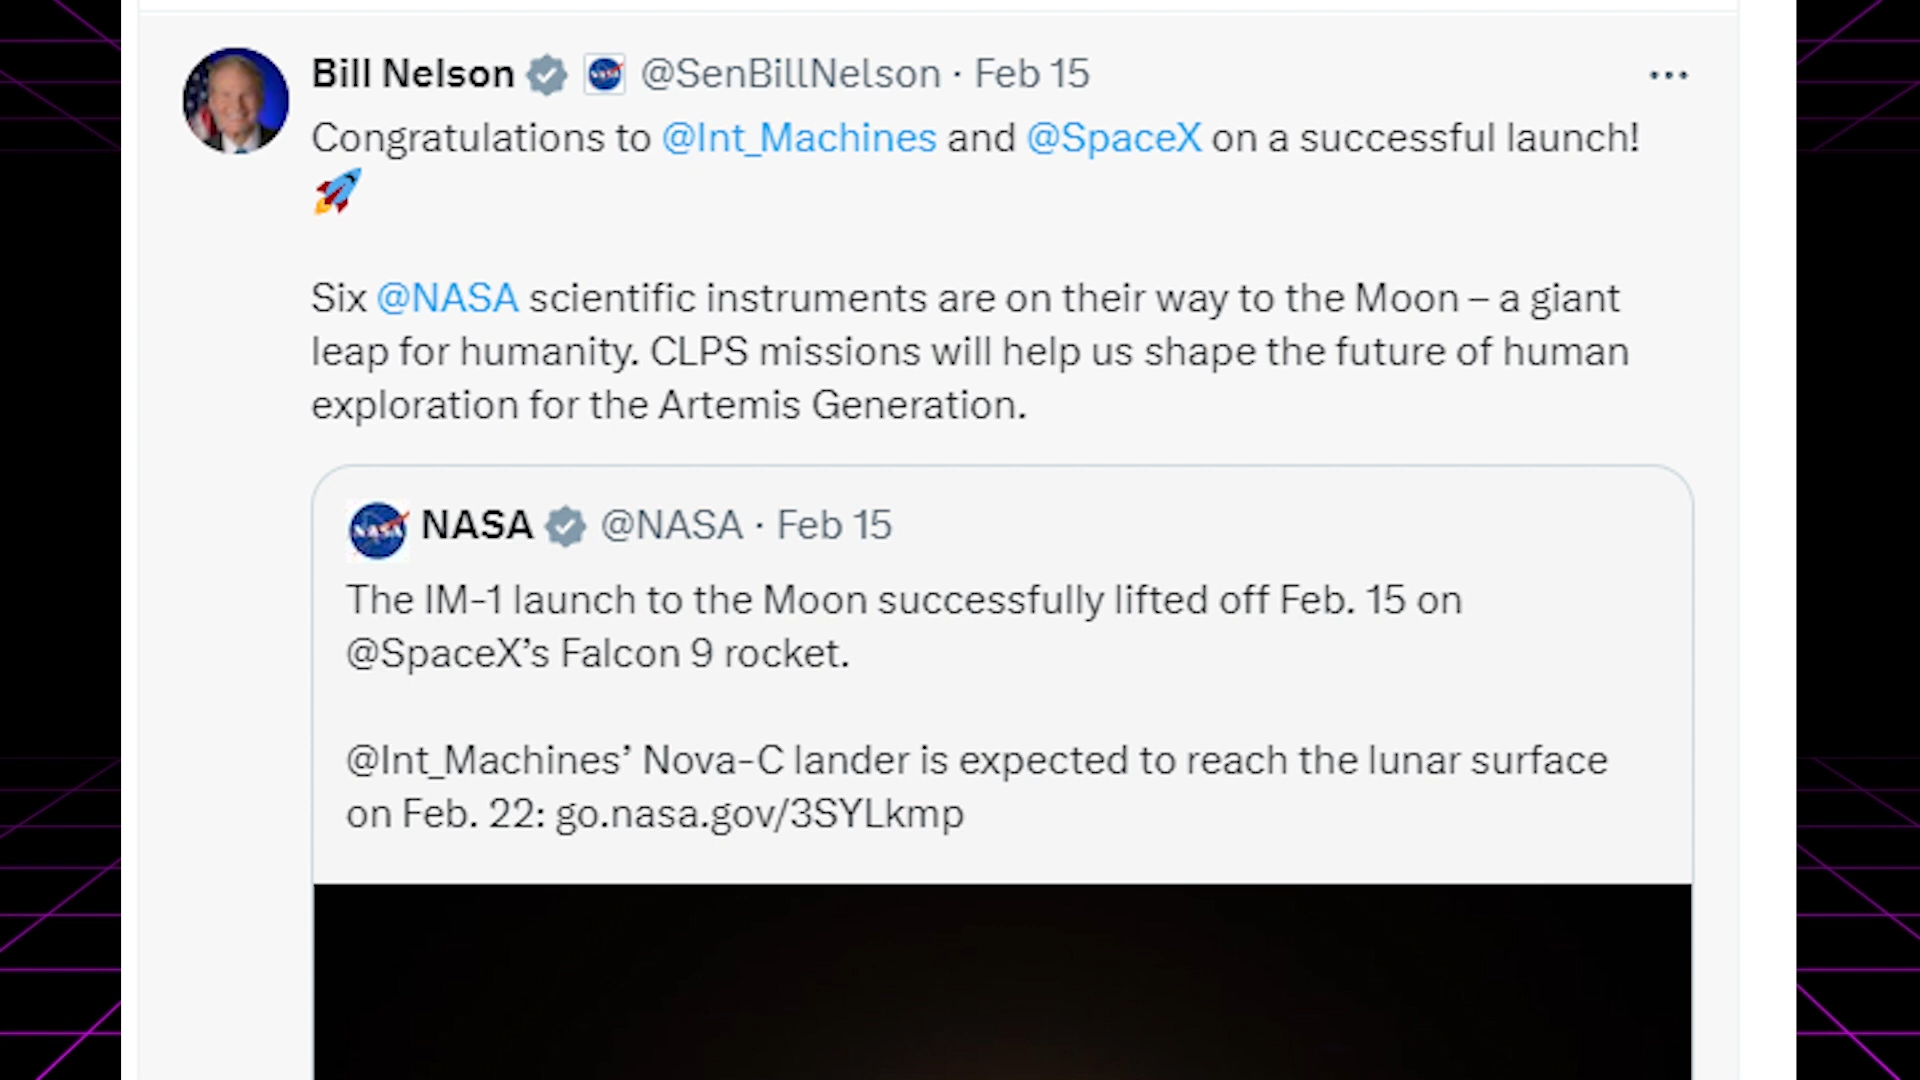 Bill Nelson @SenBillNelson · Feb 15
Congratulations to @Int_Machines and @SpaceX on a successful launch!
🚀
Six @NASA scientific instruments are on their way to the Moon – a giant
leap for humanity. CLPS missions will help us shape the future of human
exploration for the Artemis Generation.
NASA NASA @NASA · Feb 15
The IM-1 launch to the Moon successfully lifted off Feb. 15 on
@SpaceX’s Falcon 9 rocket.
@Int_Machines’ Nova-C lander is expected to reach the lunar surface
on Feb. 22: go.nasa.gov/3SYLkmp